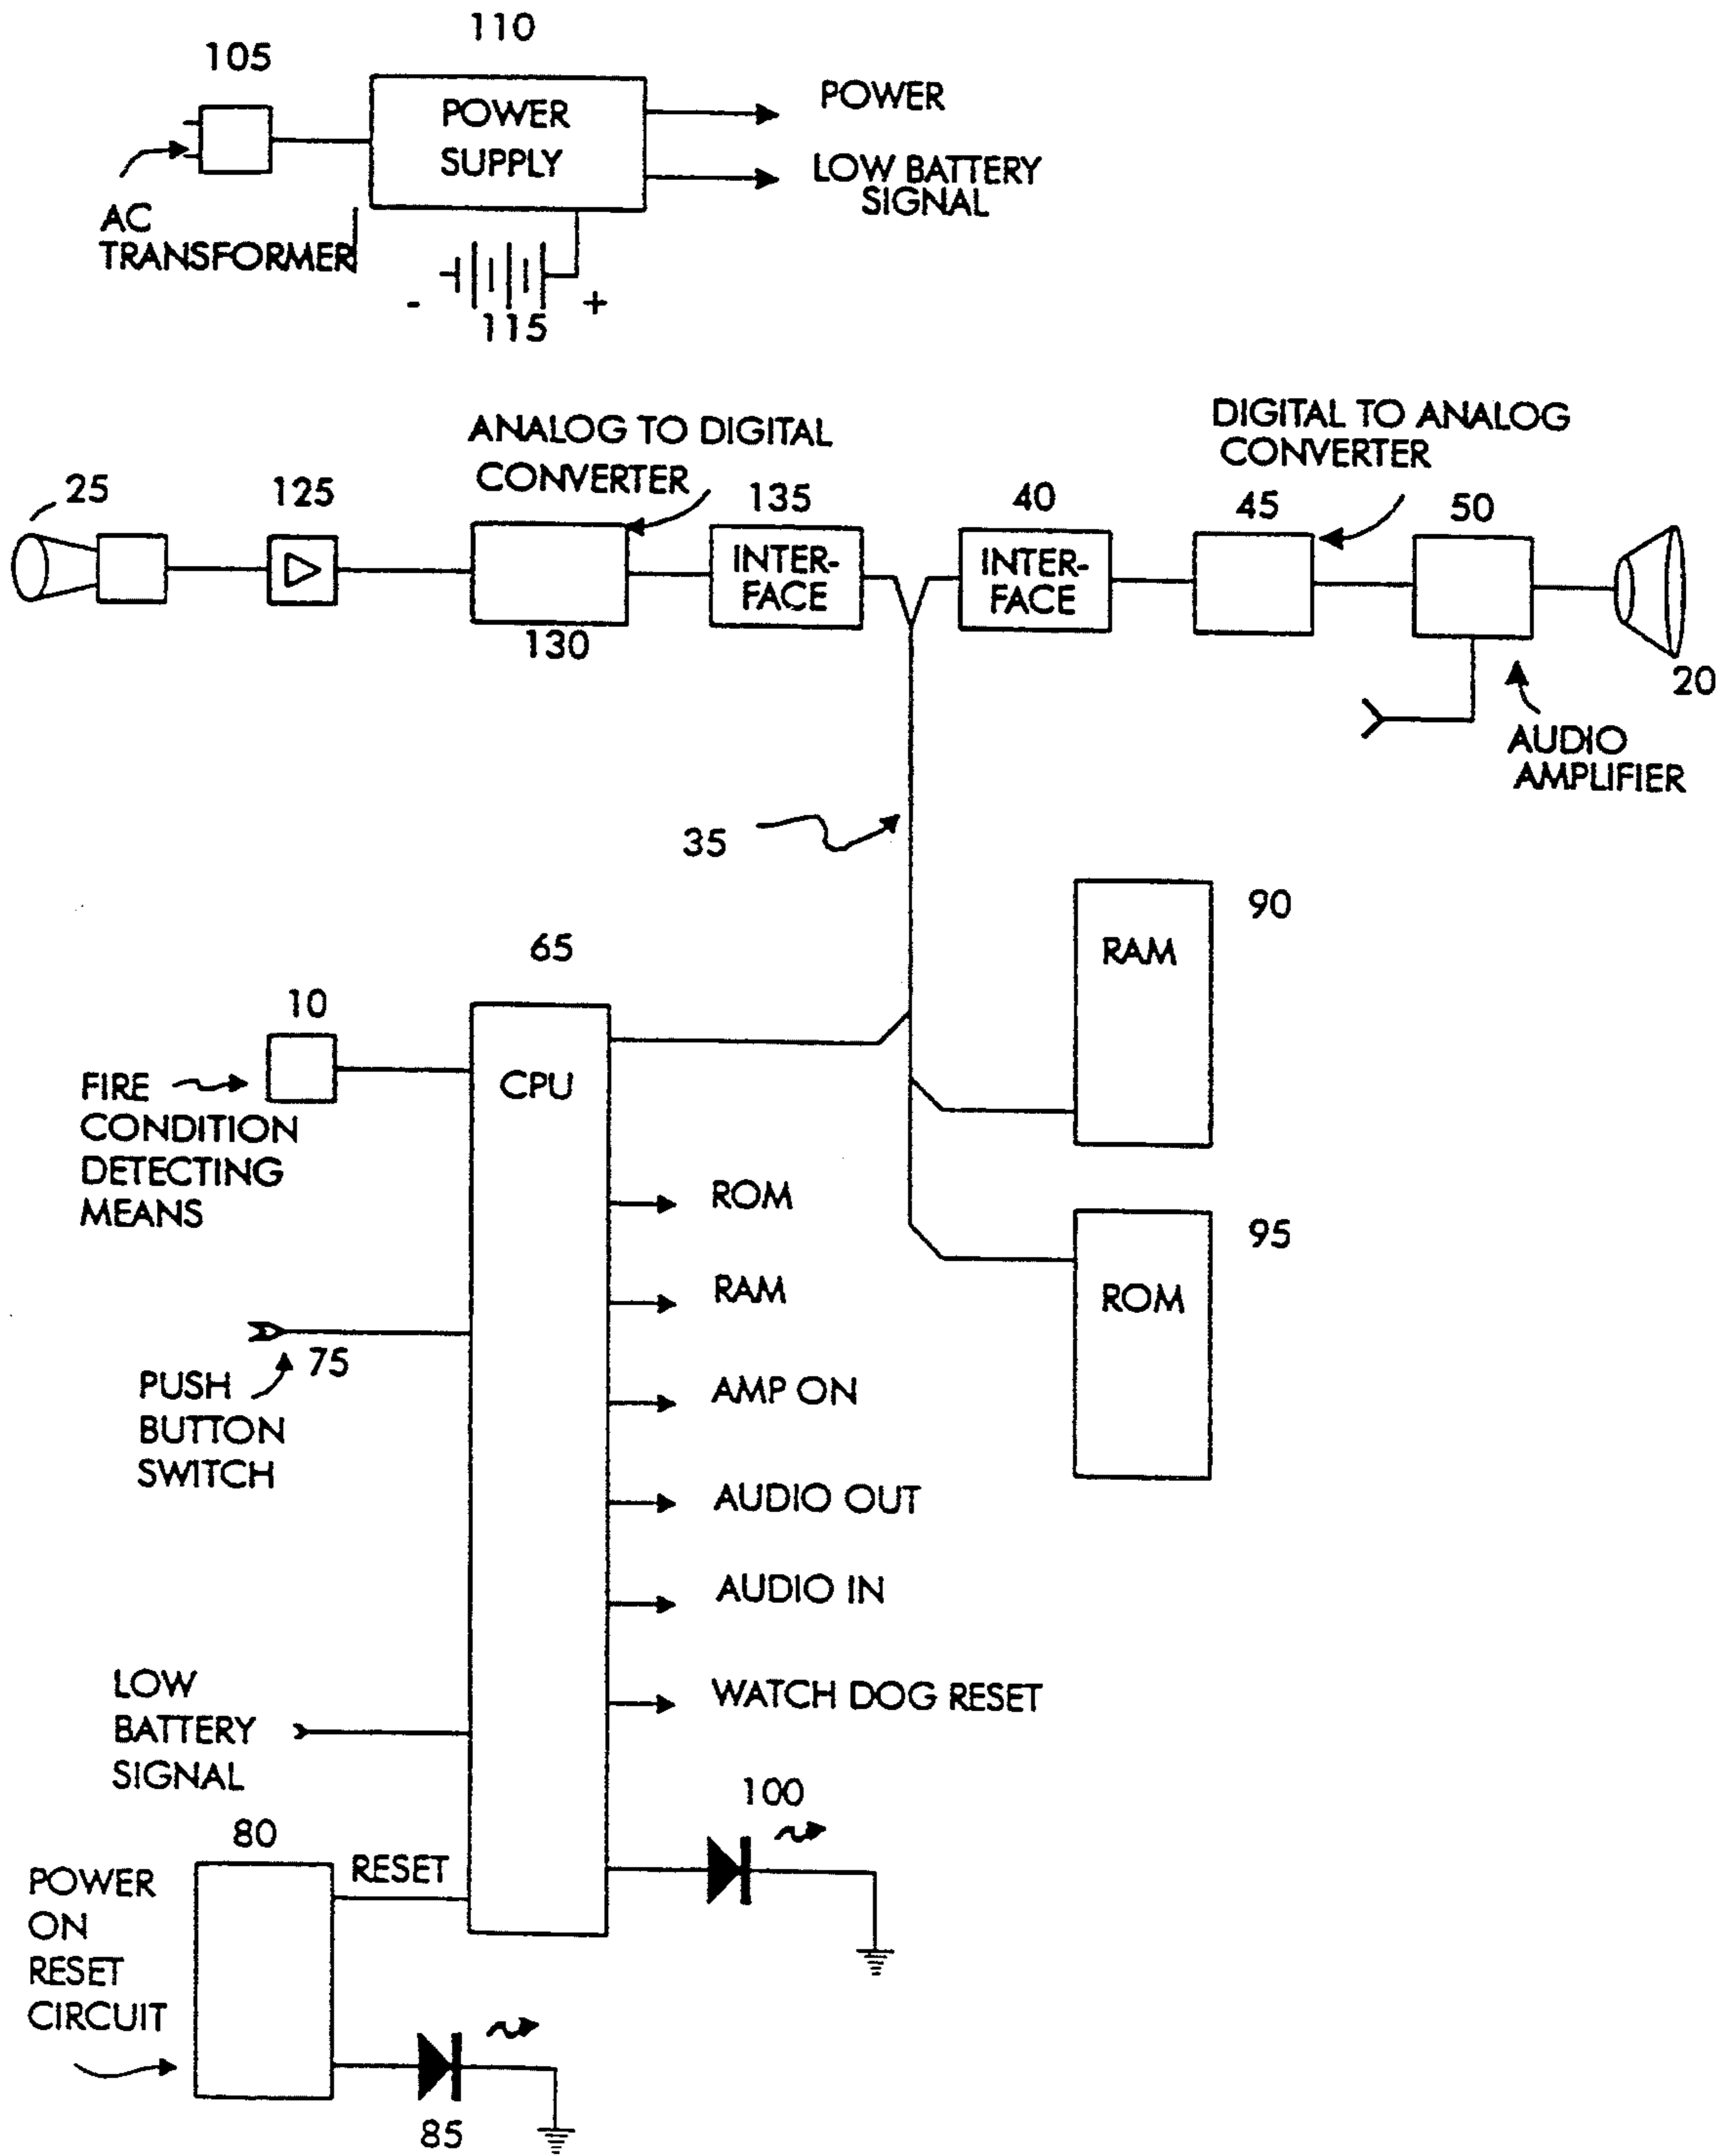 110
105
POWER
SUPPLY
POWER
LOW BATTERY
SIGNAL
AC
TRANSFORMER
-
+
115
ANALOG TO DIGITAL
CONVERTER
DIGITAL TO ANALOG
CONVERTER
25
125
135
40
45
50
INTER-
FACE
INTER-
FACE
130
20
AUDIO
AMPLIFIER
35
90
RAM
65
10
CPU
FIRE
CONDITION
DETECTING
MEANS
ROM
95
RAM
ROM
75
PUSH
BUTTON
SWITCH
AMP ON
AUDIO OUT
AUDIO IN
LOW
BATTERY
SIGNAL
WATCH DOG RESET
100
80
RESET
POWER
ON
RESET
CIRCUIT
85